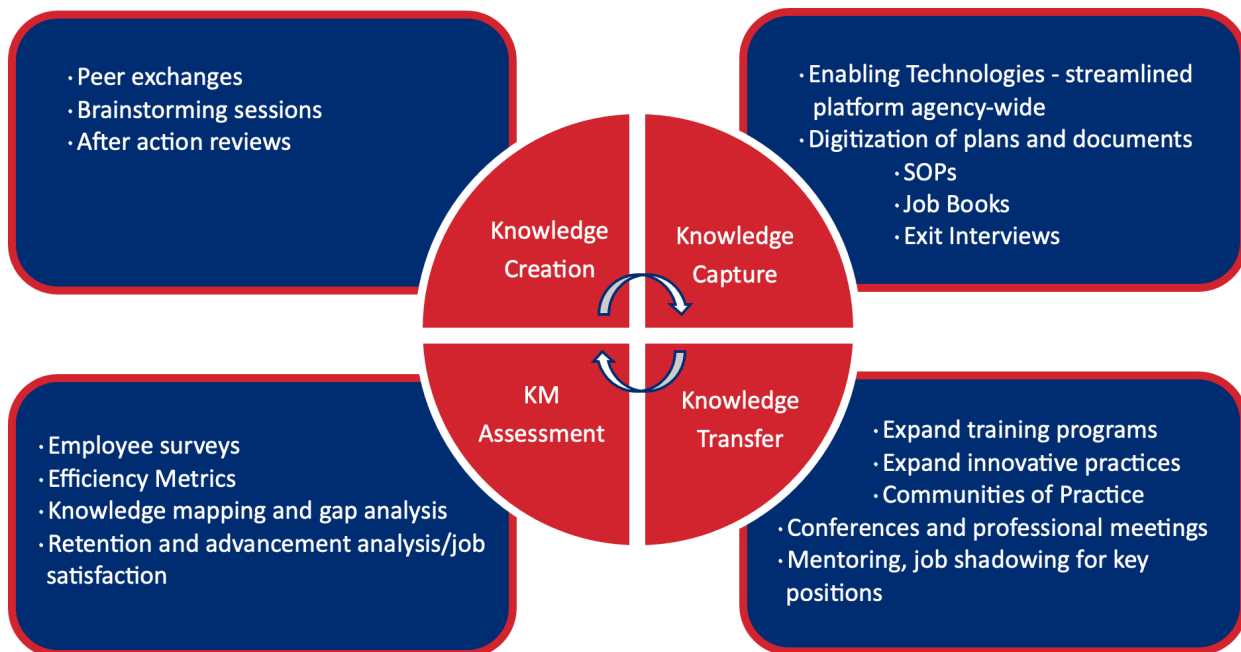 · Peer exchanges
· Brainstorming sessions
· After action reviews
· Enabling Technologies - streamlined
platform agency-wide
· Digitization of plans and documents
· SOPs
· Job Books
· Exit Interviews
Knowledge
Creation
Knowledge
Capture
KM
Assessment
Knowledge
Transfer
· Employee surveys
· Efficiency Metrics
· Knowledge mapping and gap analysis
· Retention and advancement analysis/job
satisfaction
· Expand training programs
· Expand innovative practices
· Communities of Practice
· Conferences and professional meetings
· Mentoring, job shadowing for key
positions